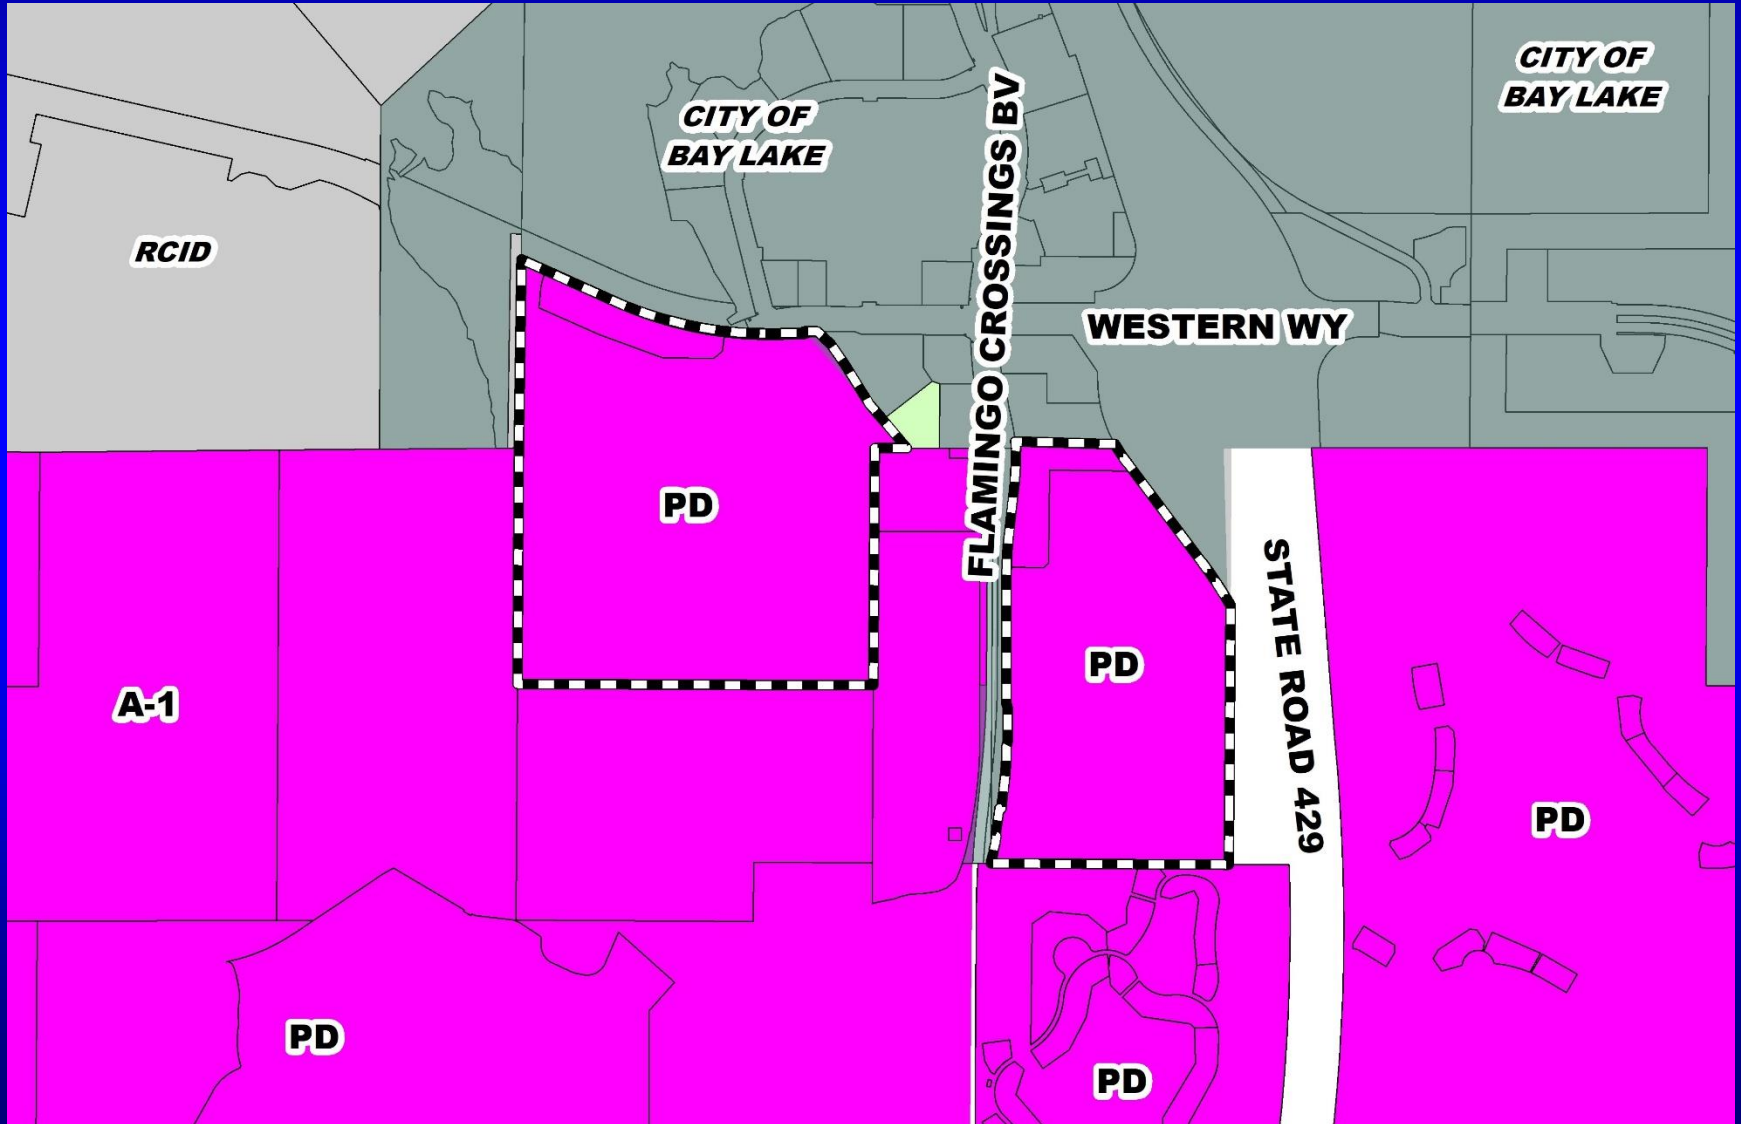 CITY OF
BAY LAKE
CITY OF
BAY LAKE
RCID
FLAMINGO CROSSINGS BV
WESTERN WY
PD
STATE ROAD 429
PD
A-1
PD
PD
PD